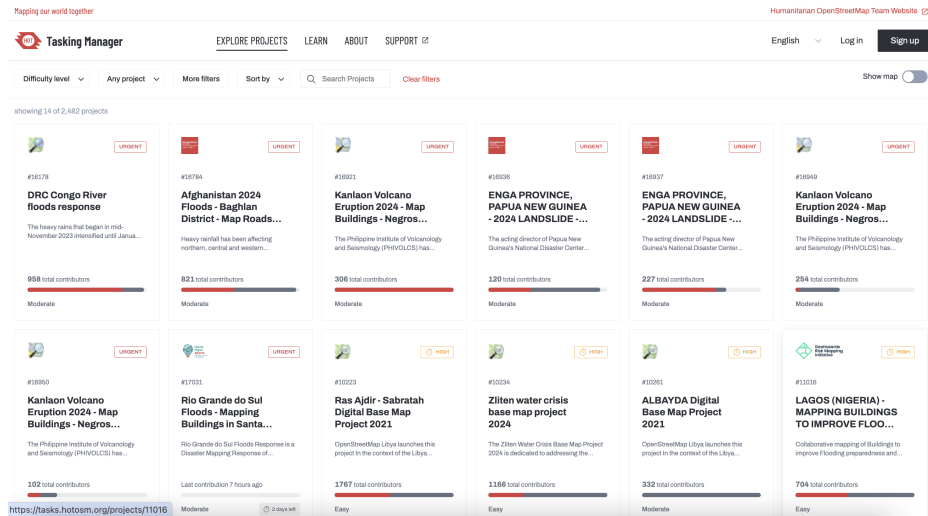 Mapping our world together
Humanitarian OpenStreetMap Team Website
HOT Tasking Manager
EXPLORE PROJECTS LEARN ABOUT SUPPORT
English Log in Sign up
Difficulty level Any project More filters Sort by Search Projects Clear filters
Show map
showing 14 of 2,482 projects
URGENT
#16178
DRC Congo River
floods response
The heavy rains that began in mid-
November 2023 intensified until Janua...
958 total contributors
Moderate
URGENT
#16784
Afghanistan 2024
Floods - Baghlan
District - Map Roads...
Heavy rainfall has been affecting
northern, central and western...
821 total contributors
Moderate
URGENT
#16921
Kanlaon Volcano
Eruption 2024 - Map
Buildings - Negros...
The Philippine Institute of Volcanology
and Seismology (PHIVOLCS) has...
306 total contributors
Moderate
URGENT
#16936
ENGA PROVINCE,
PAPUA NEW GUINEA
- 2024 LANDSLIDE -...
The acting director of Papua New
Guinea's National Disaster Center...
120 total contributors
Moderate
URGENT
#16937
ENGA PROVINCE,
PAPUA NEW GUINEA
- 2024 LANDSLIDE -...
The acting director of Papua New
Guinea's National Disaster Center...
227 total contributors
Moderate
URGENT
#16949
Kanlaon Volcano
Eruption 2024 - Map
Buildings - Negros...
The Philippine Institute of Volcanology
and Seismology (PHIVOLCS) has...
254 total contributors
Moderate
URGENT
#16950
Kanlaon Volcano
Eruption 2024 - Map
Buildings - Negros...
The Philippine Institute of Volcanology
and Seismology (PHIVOLCS) has...
102 total contributors
URGENT
#17031
Rio Grande do Sul
Floods - Mapping
Buildings in Santa...
Rio Grande do Sul Floods Response is a
Disaster Mapping Response of...
Last contribution 7 hours ago
Moderate 2 days left
HIGH
#10223
Ras Ajdir - Sabratah
Digital Base Map
Project 2021
OpenStreetMap Libya launches this
project In the context of the Libya...
1767 total contributors
Easy
HIGH
#10234
Zliten water crisis
base map project
2024
The Zliten Water Crisis Base Map Project
2024 is dedicated to addressing the...
1166 total contributors
Easy
HIGH
#10261
ALBAYDA Digital
Base Map Project
2021
OpenStreetMap Libya launches this
project In the context of the Libya...
332 total contributors
Moderate
Geohazards
Risk Mapping
Initiative
HIGH
#11016
LAGOS (NIGERIA) -
MAPPING BUILDINGS
TO IMPROVE FLOO...
Collaborative mapping of Buildings to
improve Flooding preparedness and...
704 total contributors
Easy
https://tasks.hotosm.org/projects/11016